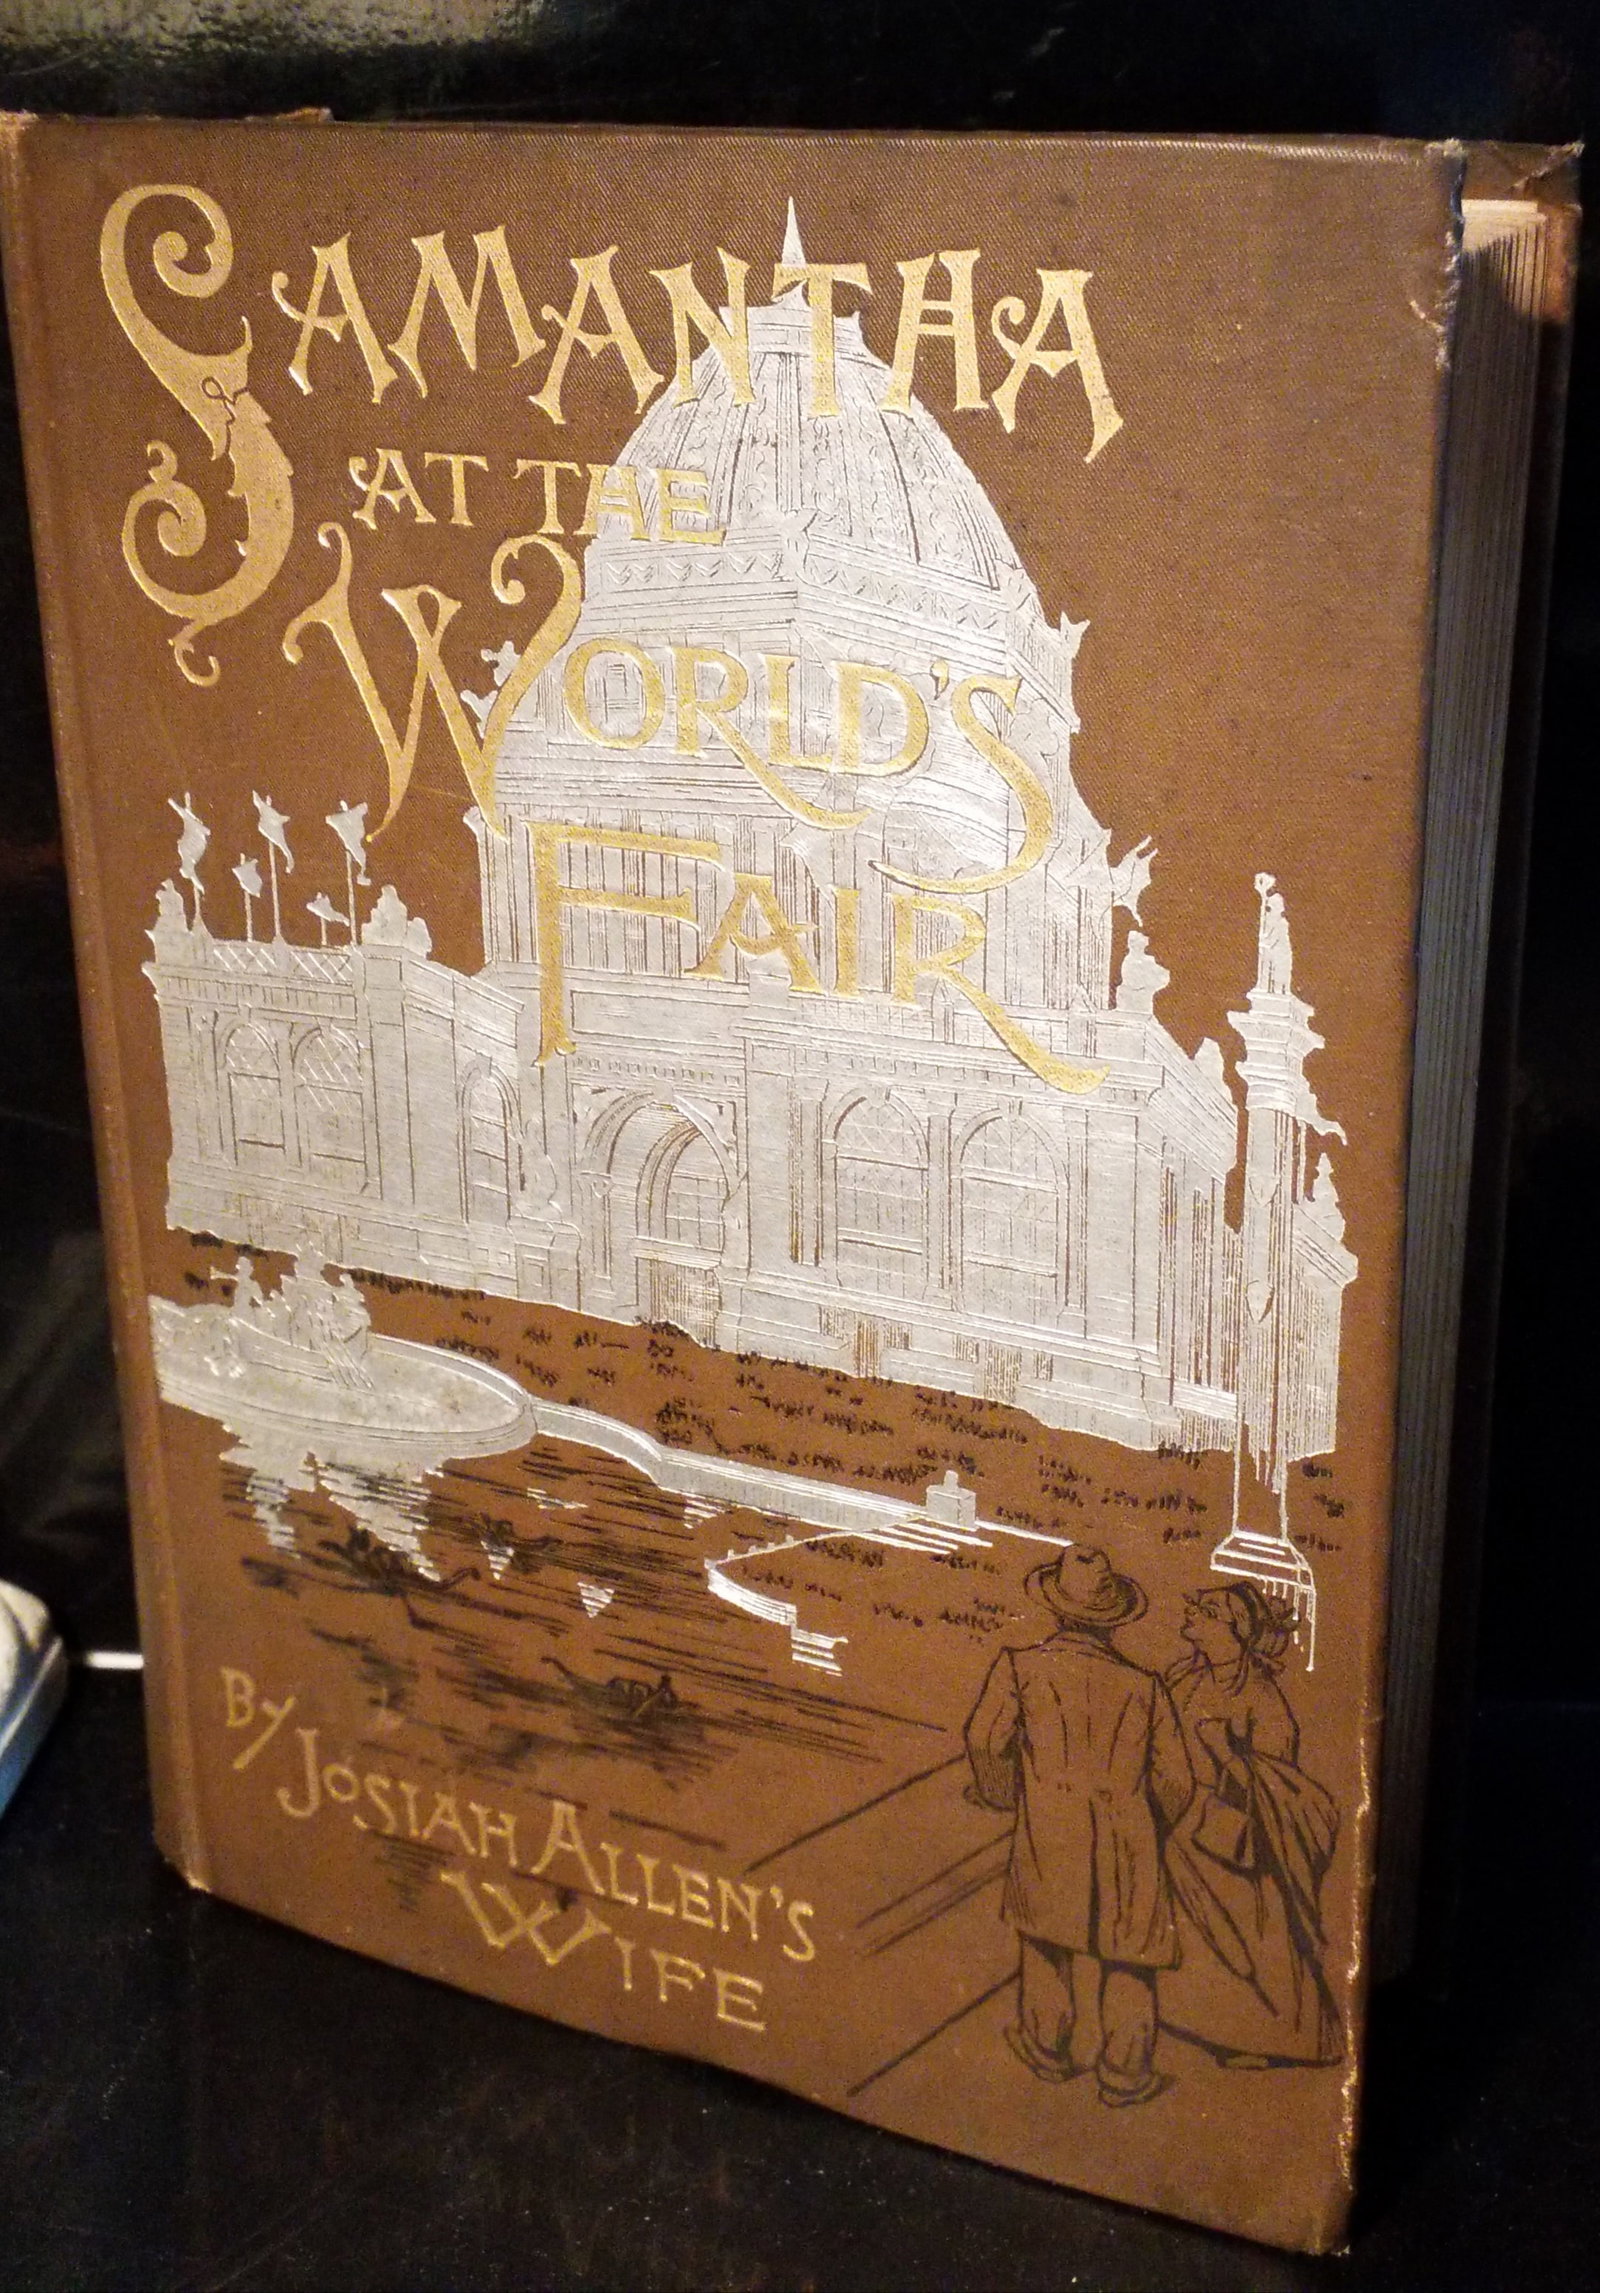 SAMANTHA
AT THE
WORLD'S
FAIR
BY JOSIAH ALLEN'S
WIFE